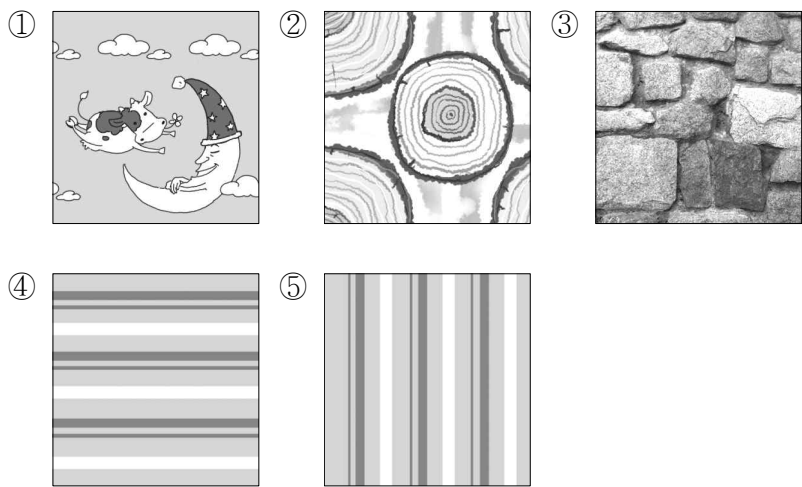 ① ② ③
④ ⑤